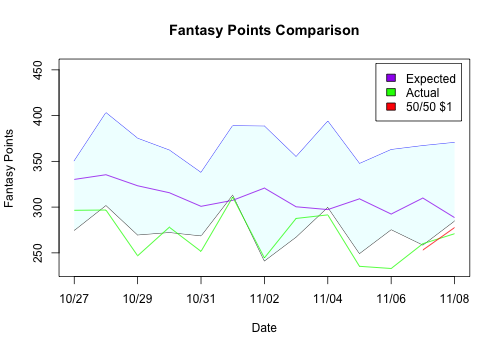 Fantasy Points Comparison
Expected
Actual
50/50 $1
Fantasy Points
450
400
350
300
250
10/27
10/29
10/31
11/02
11/04
11/06
11/08
Date